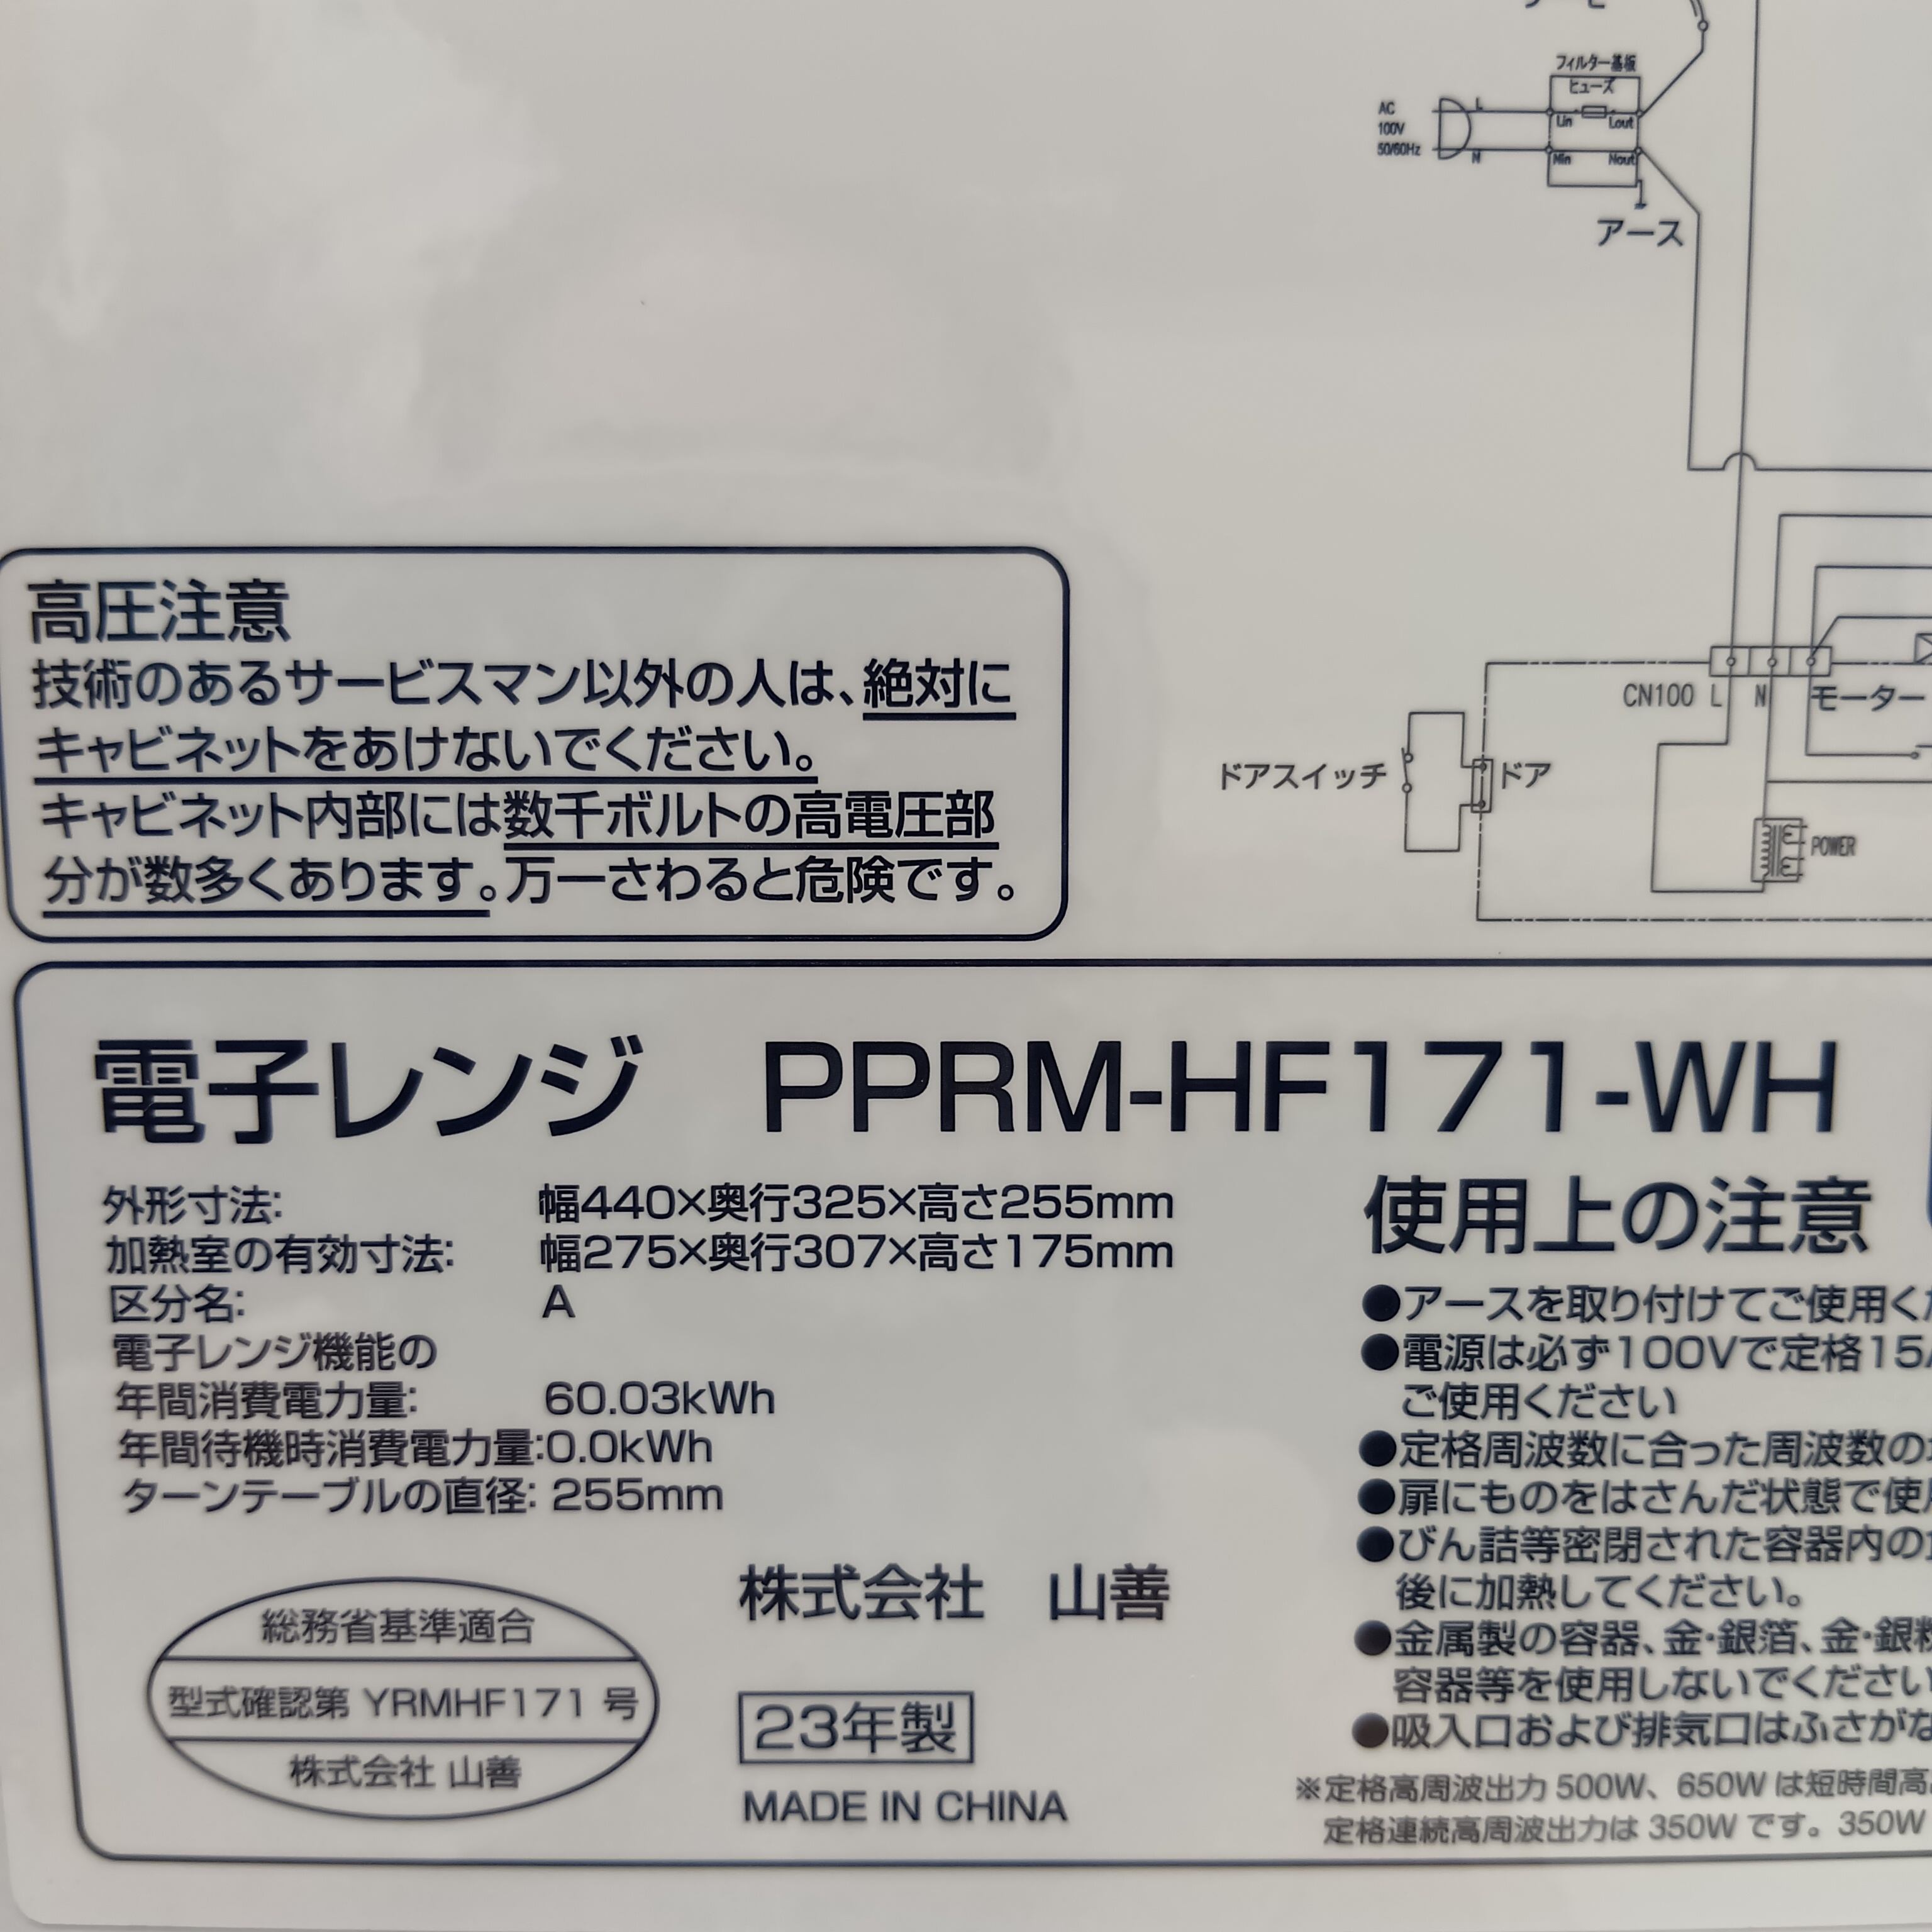 フィルター基板
ヒューズ
AC
100V
50/60Hz
L
N
Lin
Lout
Nin
Nout
アース
高圧注意
技術のあるサービスマン以外の人は、絶対に
キャビネットをあけないでください。
キャビネット内部には数千ボルトの高電圧部
分が数多くあります。万一さわると危険です。
CN100 L N モーター
ドアスイッチ
ドア
POWER
電子レンジ PPRM-HF171-WH
外形寸法: 幅440×奥行325×高さ255mm
加熱室の有効寸法: 幅275×奥行307×高さ175mm
区分名: A
電子レンジ機能の
年間消費電力量: 60.03kWh
年間待機時消費電力量:0.0kWh
ターンテーブルの直径: 255mm
総務省基準適合
型式確認第 YRMHF171 号
株式会社 山善
株式会社 山善
23年製
MADE IN CHINA
使用上の注意
●アースを取り付けてご使用く
●電源は必ず100Vで定格15
ご使用ください
●定格周波数に合った周波数の
●扉にものをはさんだ状態で使
●びん詰等密閉された容器内の
後に加熱してください。
●金属製の容器、金・銀箔、金・銀
容器等を使用しないでください
●吸入口および排気口はふさが
※定格高周波出力 500W、650W は短時間高
定格連続高周波出力は 350W です。350W